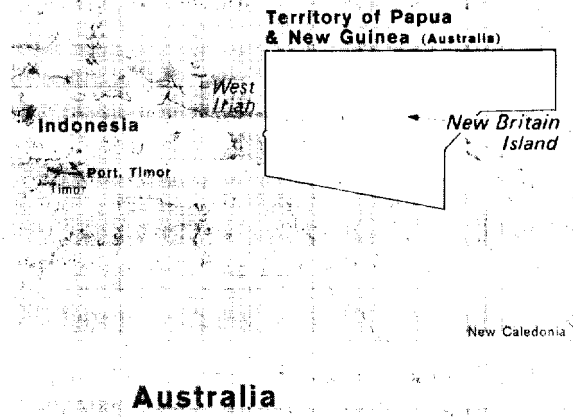 Territory of Papua
& New Guinea (Australia)
West
Irian
Indonesia
New Britain
Island
Port. Timor
Timor
New Caledonia
Australia